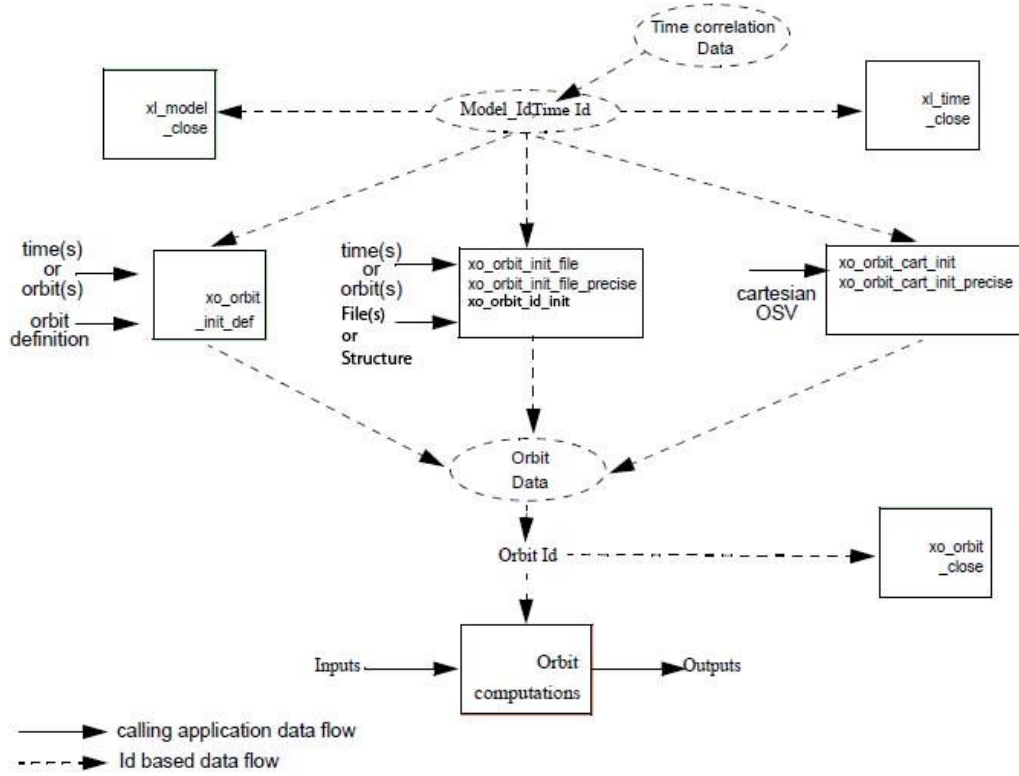 Time correlation
Data
xl_model
_close
Model_Id,Time Id
xl_time
_close
time(s)
or
orbit(s)
orbit
definition
xo_orbit
_init_def
time(s)
or
orbit(s)
File(s)
or
Structure
xo_orbit_init_file
xo_orbit_init_file_precise
xo_orbit_id_init
cartesian
OSV
xo_orbit_cart_init
xo_orbit_cart_init_precise
Orbit
Data
Orbit Id
xo_orbit
_close
Inputs
Orbit
computations
Outputs
calling application data flow
Id based data flow